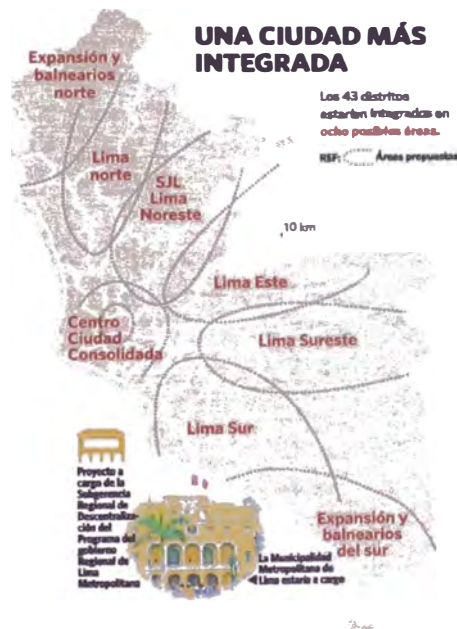 UNA CIUDAD MÁS
INTEGRADA
Los 43 distritos
estarían integrados en
ocho posibles áreas.
REF: Áreas propuestas
Expansión y
balnearios
norte
Lima
norte
SJL
Lima
Noreste
10 km
Lima Este
Centro
Ciudad
Consolidada
Lima Sureste
Lima Sur
Proyecto a
cargo de la
Subgerencia
Regional de
Descentraliza-
ción del
Programa del
gobierno
Regional de
Lima
Metropolitana
Expansión y
balnearios
del sur
La Municipalidad
Metropolitana de
Lima estaría a cargo